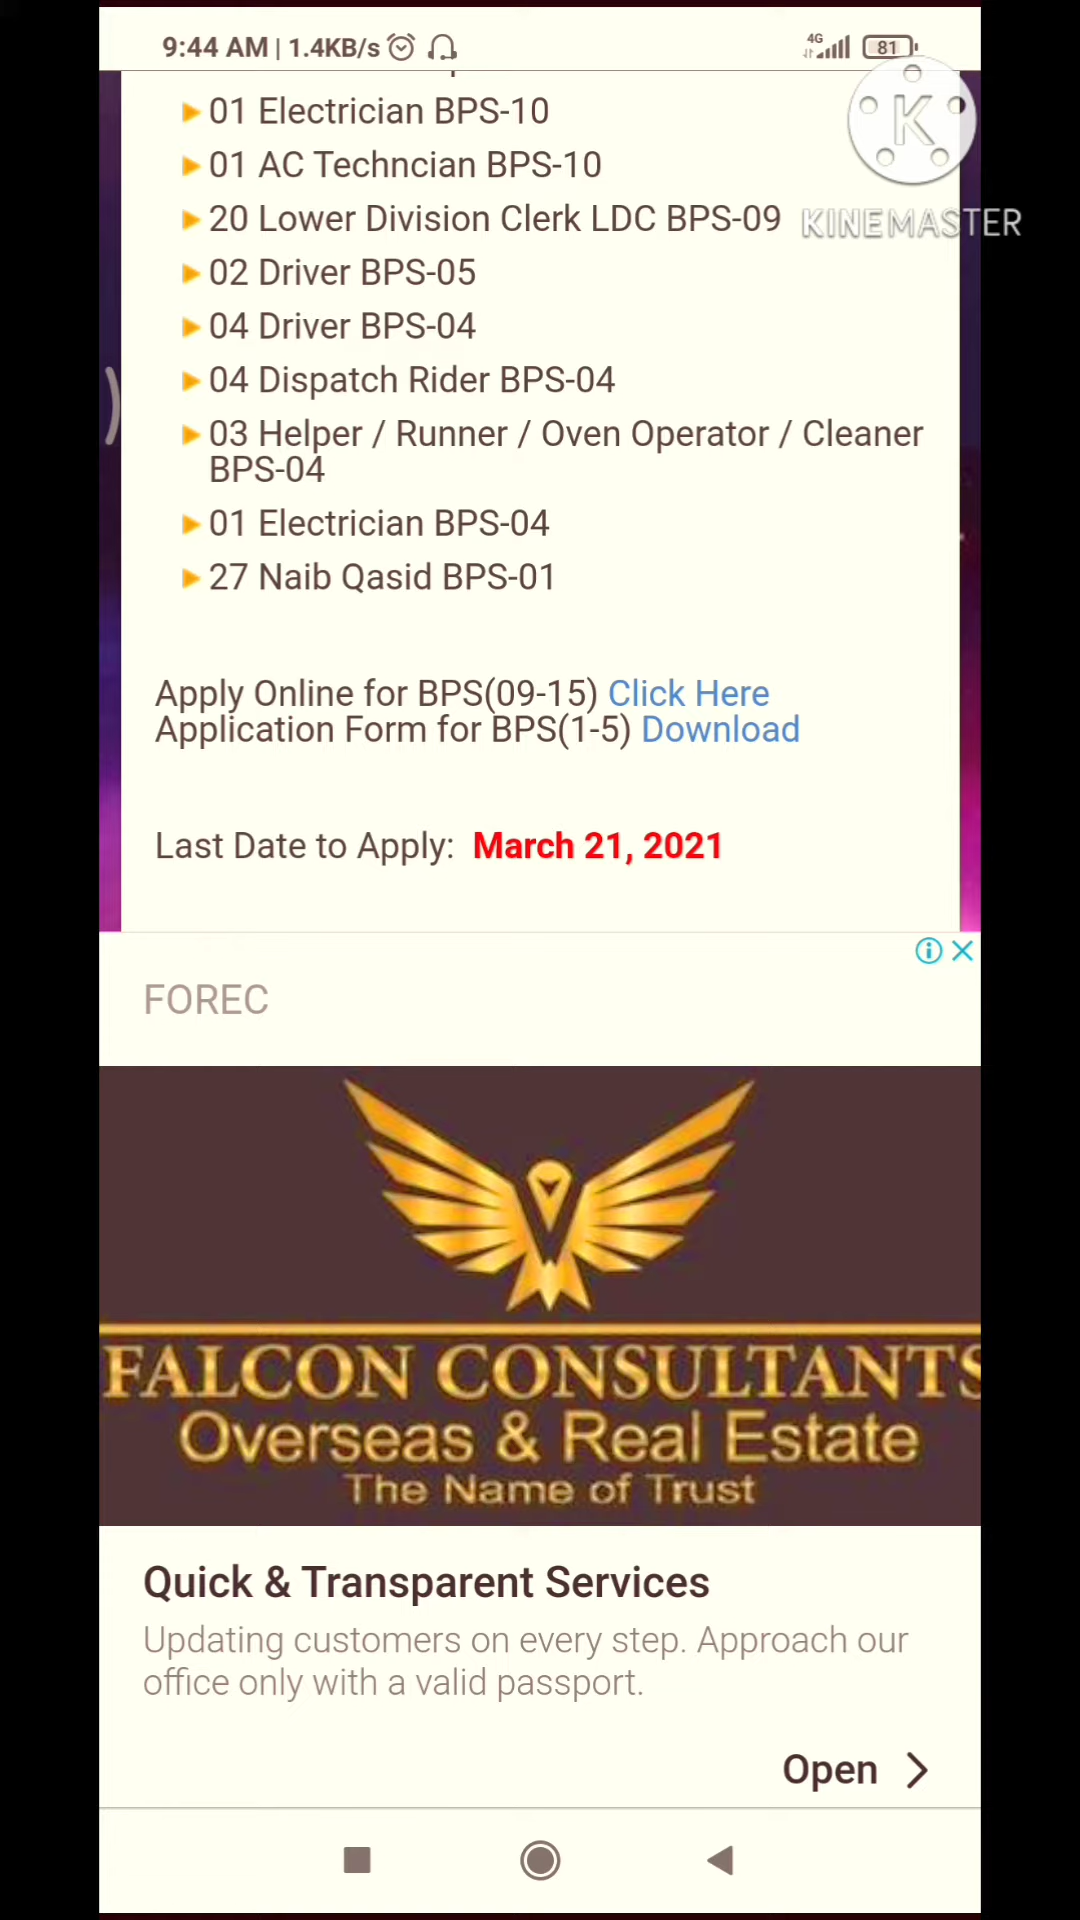 9:44 AM | 1.4KB/s
4G
81
01 Electrician BPS-10
01 AC Techncian BPS-10
20 Lower Division Clerk LDC BPS-09
02 Driver BPS-05
04 Driver BPS-04
04 Dispatch Rider BPS-04
03 Helper / Runner / Oven Operator / Cleaner
BPS-04
01 Electrician BPS-04
27 Naib Qasid BPS-01
K
KINEMASTER
Apply Online for BPS(09-15) Click Here
Application Form for BPS(1-5) Download
Last Date to Apply: March 21, 2021
FOREC
FALCON CONSULTANTS
Overseas & Real Estate
The Name of Trust
Quick & Transparent Services
Updating customers on every step. Approach our
office only with a valid passport.
Open